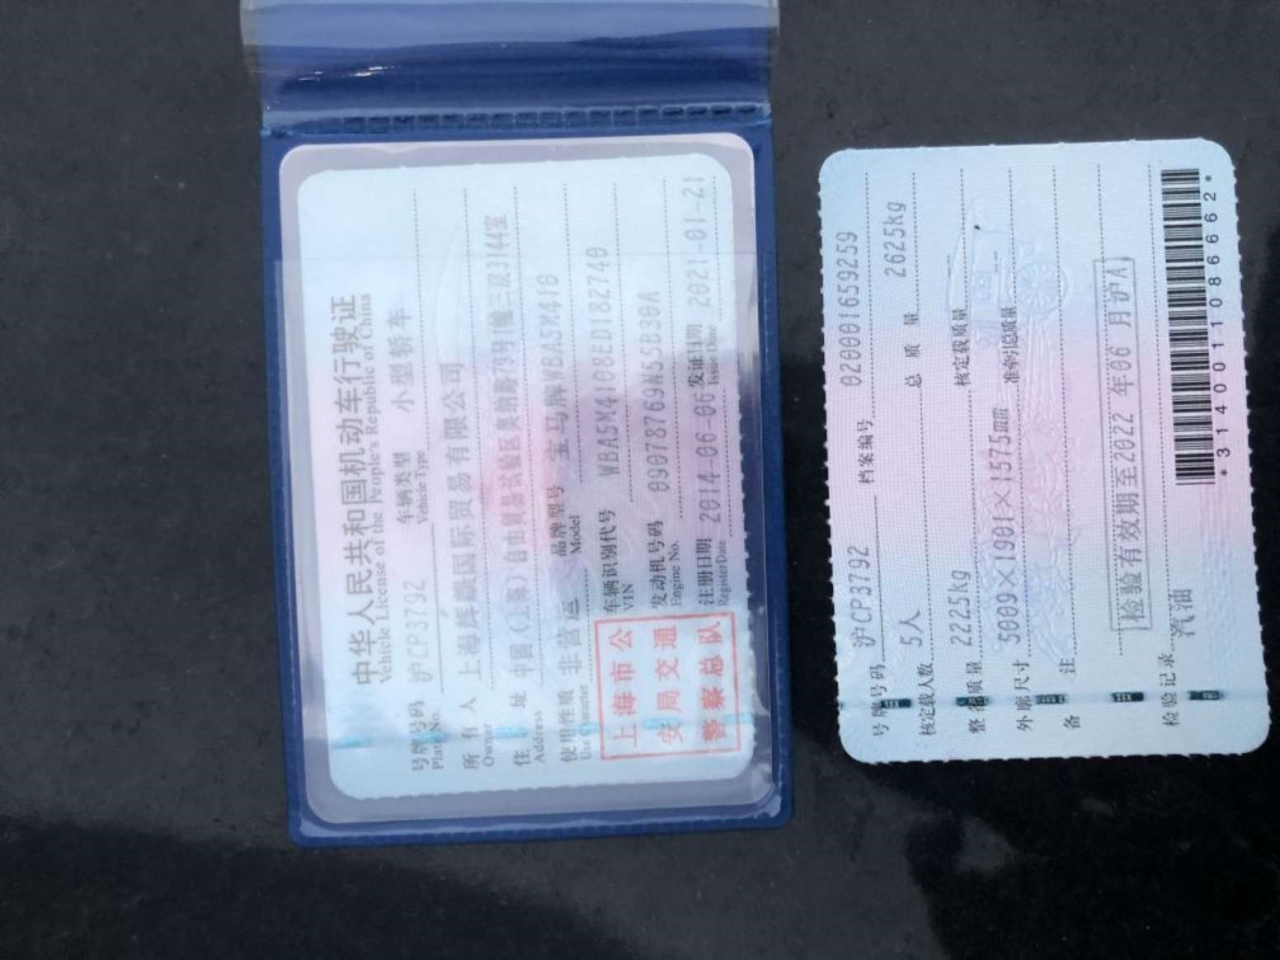 中华人民共和国机动车行驶证
Vehicle License of the People's Republic of China
号牌号码 沪CP3792 车辆类型 小型轿车
Plate No. Vehicle Type
所有人 上海辉麒国际贸易有限公司
Owner
住址 中国(上海)自由贸易试验区奥纳路79号1幢三层3144室
Address
使用性质 非营运 品牌型号 宝马牌WBA5M410
Use Character Model
上海市公
安局交通
警察总队
车辆识别代号 WBA5M4108ED182740
VIN
发动机号码 09078769N55B30A
Engine No.
注册日期 2014-06-06 发证日期 2021-01-21
Register Date Issue Date
号牌号码 沪CP3792 档案编号 020001659259
核定载人数 5人 总质量 2625kg
整备质量 2225kg 核定载质量
外廓尺寸 5009×1901×1575mm 准牵引总质量
备注
检验有效期至2022年06月沪A
检验记录 汽油
*3140011086662*